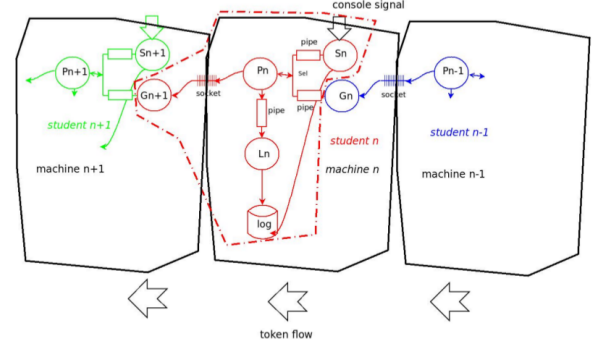 console signal
Sn+1
pipe
Sn
Pn+1
Pn
Sel
Pn-1
Gn+1
socket
pipe
Gn
socket
pipe
student n+1
student n
student n-1
Ln
machine n+1
machine n
machine n-1
log
token flow